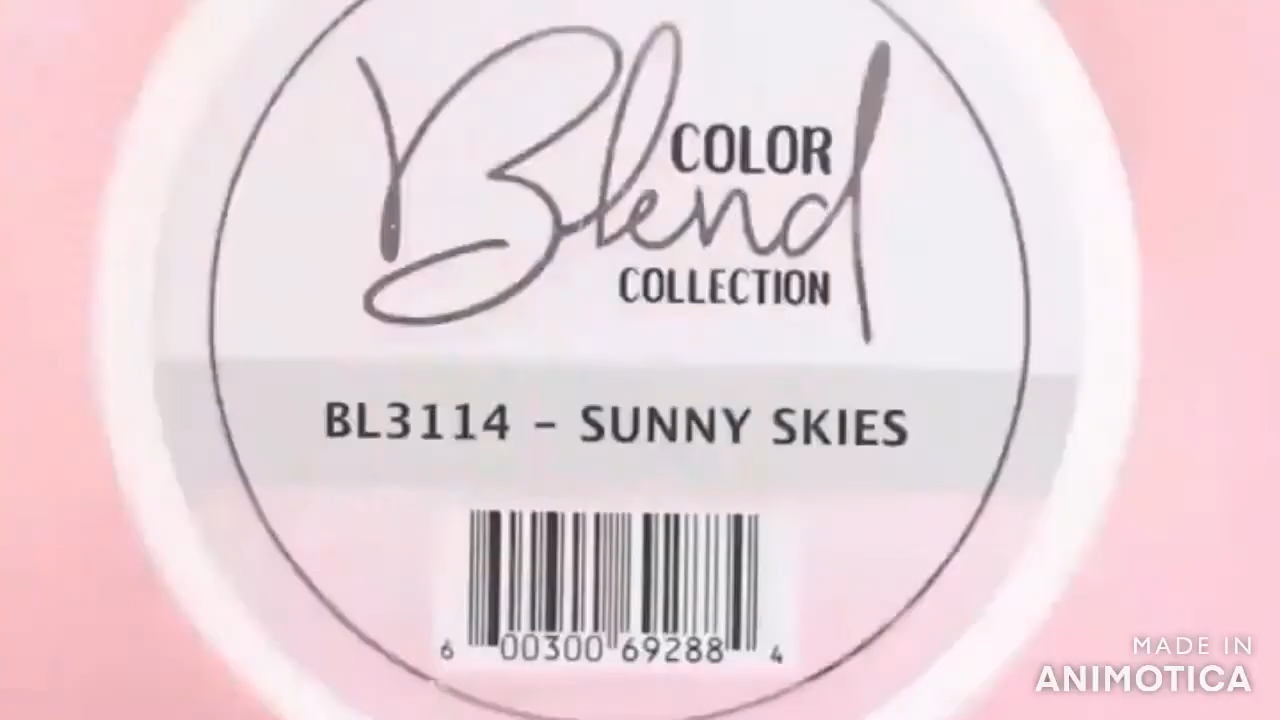 Blend
COLOR
COLLECTION
BL3114 - SUNNY SKIES
6 00300 69288 4
MADE IN
ANIMOTICA